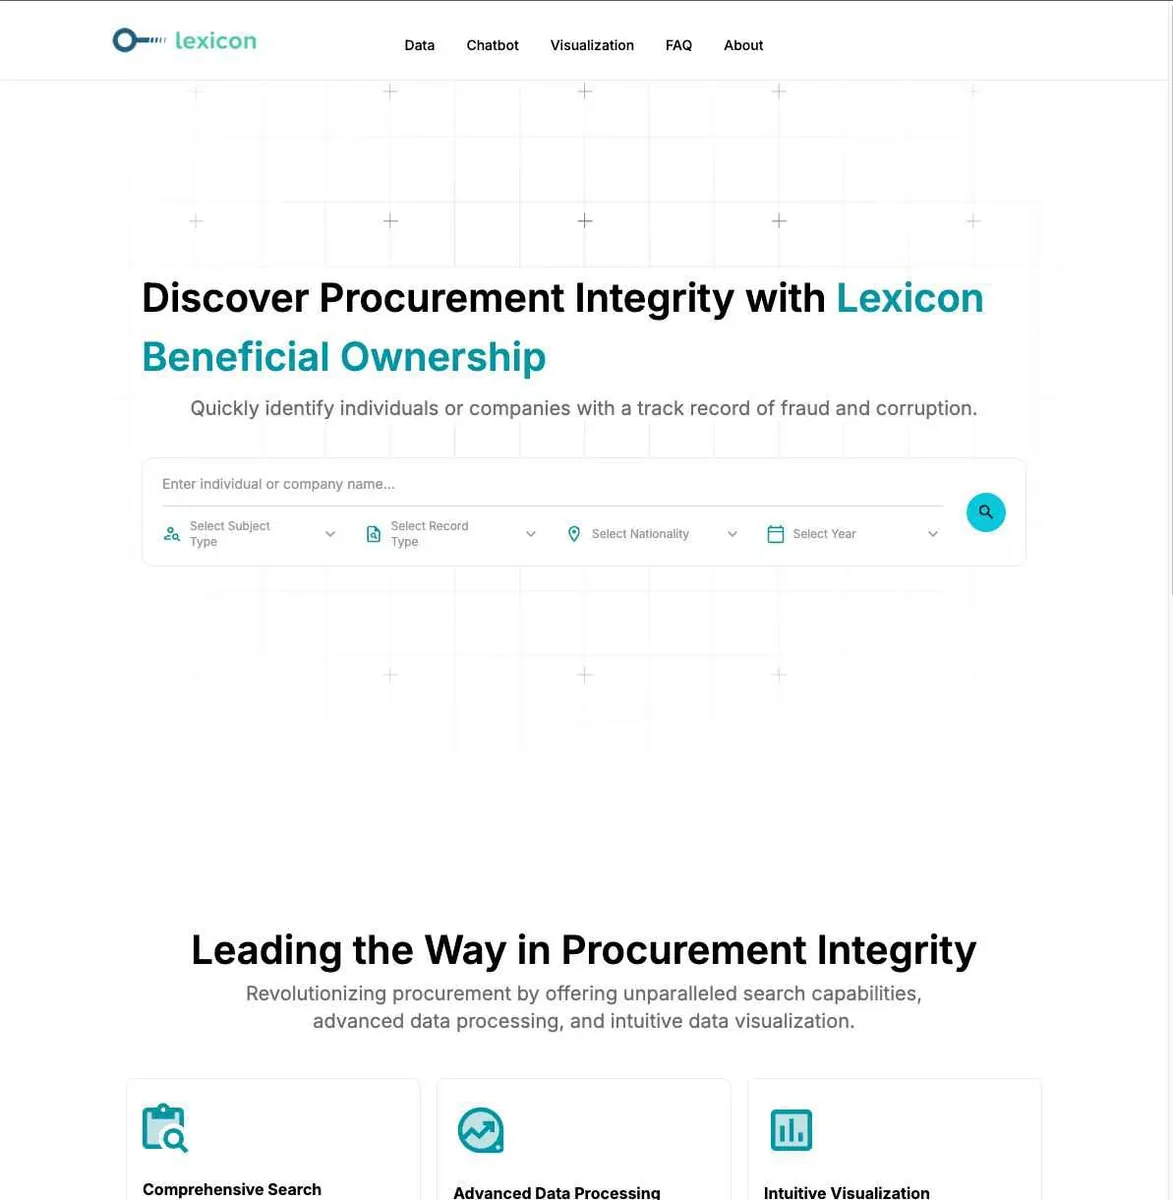 lexicon
Data Chatbot Visualization FAQ About
Discover Procurement Integrity with Lexicon
Beneficial Ownership
Quickly identify individuals or companies with a track record of fraud and corruption.
Enter individual or company name...
Select Subject
Type
Select Record
Type
Select Nationality
Select Year
Leading the Way in Procurement Integrity
Revolutionizing procurement by offering unparalleled search capabilities,
advanced data processing, and intuitive data visualization.
Comprehensive Search
Advanced Data Processing
Intuitive Visualization